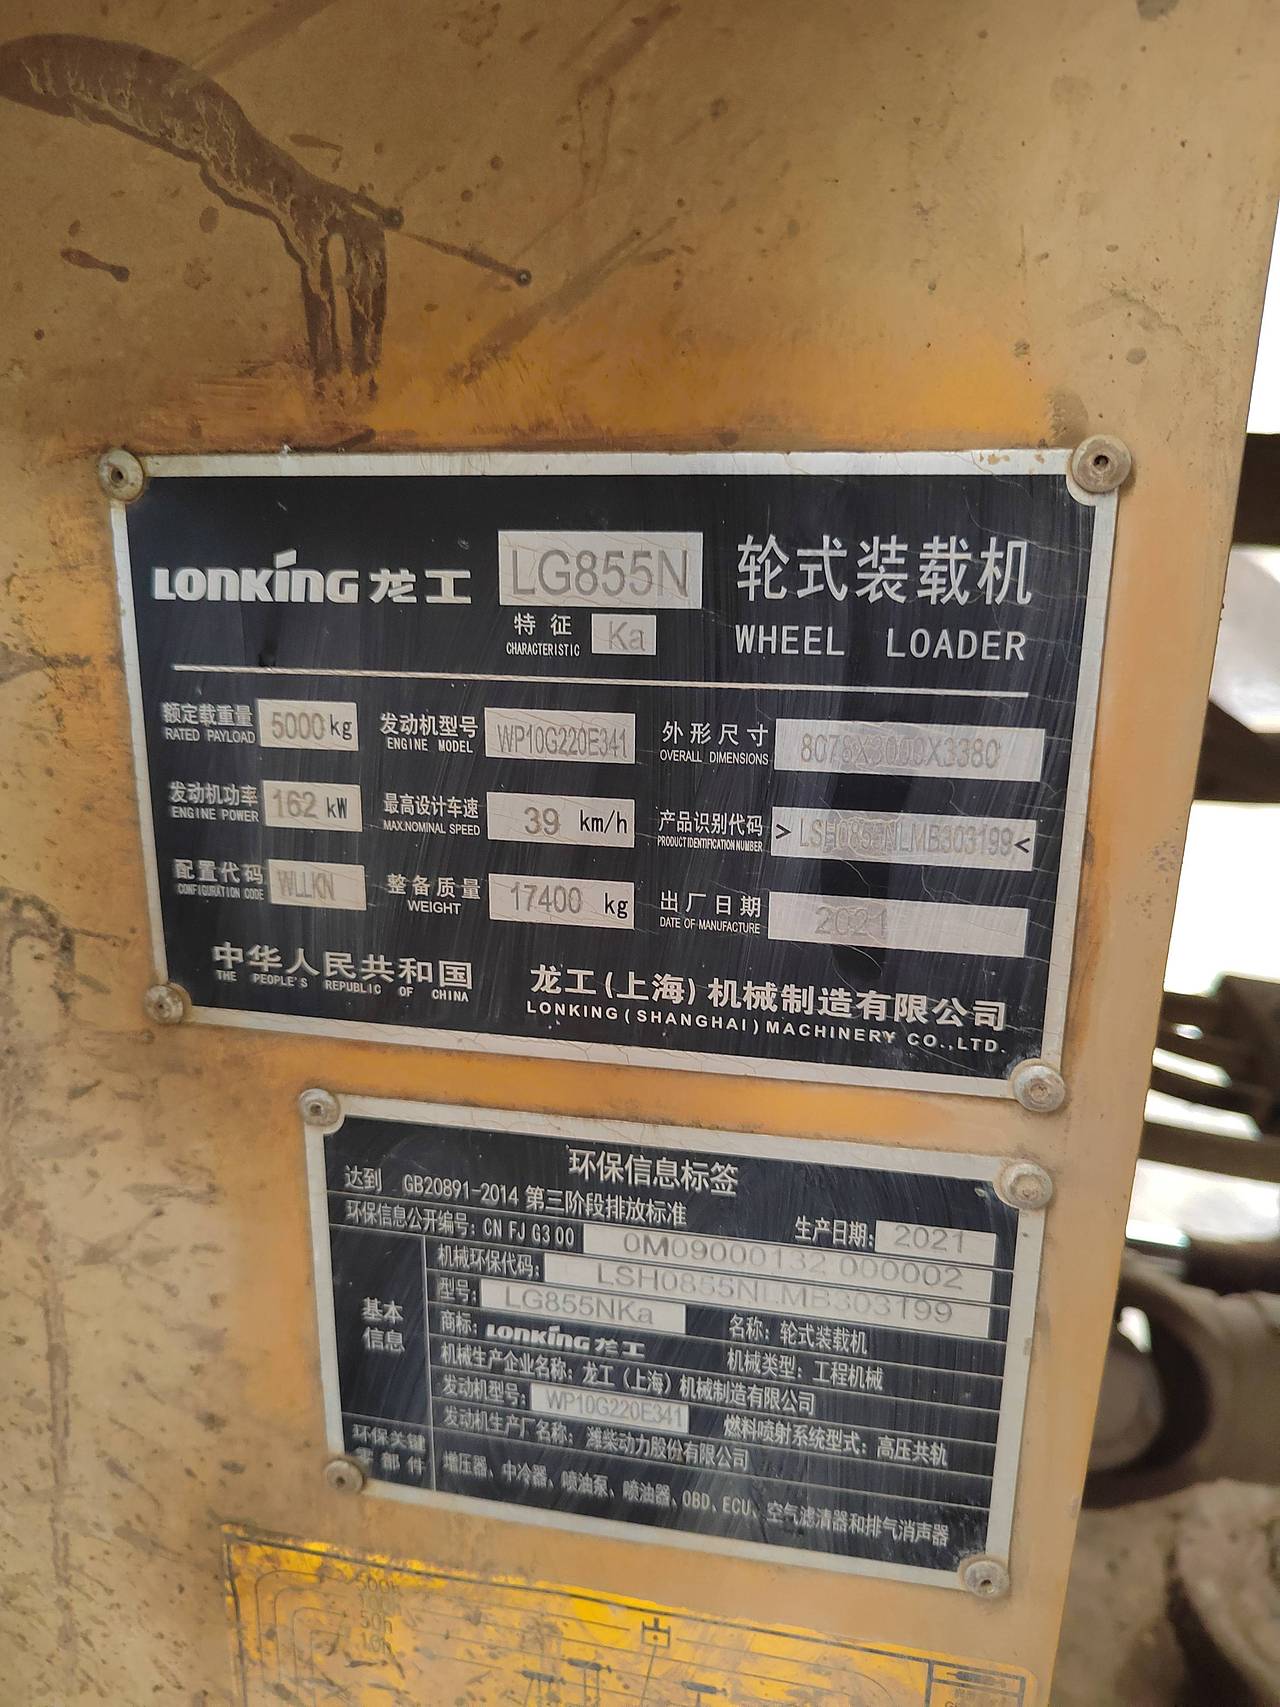 LONKING 龙工 LG855N 轮式装载机
特征 Ka
CHARACTERISTIC
WHEEL LOADER
额定载重量 5000 kg 发动机型号 WP10G220E341 外形尺寸
RATED PAYLOAD ENGINE MODEL OVERALL DIMENSIONS
发动机功率 162 kW 最高设计车速 39 km/h 产品识别代码 > LSH0855NLMB303199 <
ENGINE POWER MAX.NOMINAL SPEED PRODUCT IDENTIFICATION NUMBER
配置代码 WLLKN 整备质量 17400 kg 出厂日期 2021
CONFIGURATION CODE WEIGHT DATE OF MANUFACTURE
中华人民共和国 龙工(上海)机械制造有限公司
THE PEOPLE'S REPUBLIC OF CHINA LONKING(SHANGHAI)MACHINERY CO.,LTD.
环保信息标签
达到 GB20891-2014 第三阶段排放标准 生产日期: 2021
环保信息公开编号: CN FJ G3 00 0M09000132 000002
基本信息
机械环保代码: LSH0855NLMB303199
型号: LG855NKa 名称: 轮式装载机
商标: LONKING 龙工 机械类型: 工程机械
机械生产企业名称: 龙工(上海)机械制造有限公司
发动机型号: WP10G220E341 燃料喷射系统型式: 高压共轨
发动机生产厂名称: 潍柴动力股份有限公司
环保关键零部件
增压器、中冷器、喷油泵、喷油器、OBD、ECU、空气滤清器和排气消声器
500h
50h
10h